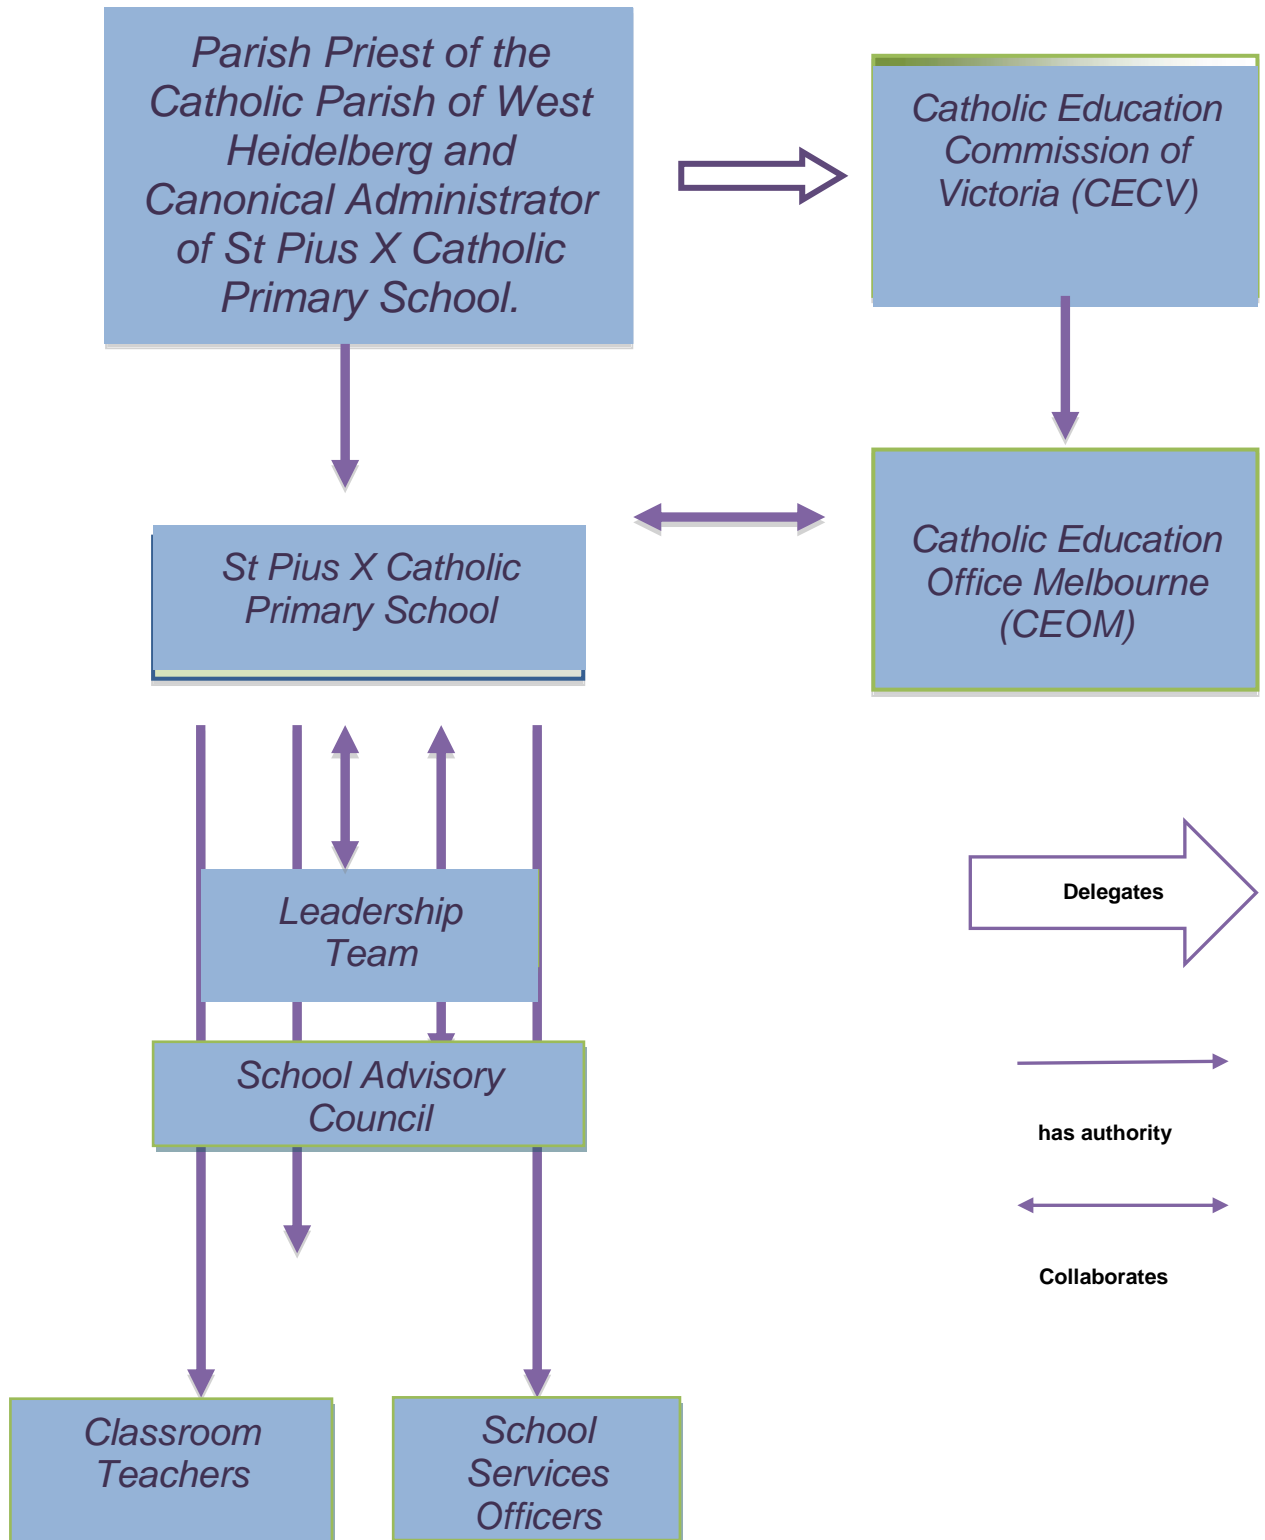 Parish Priest of the
Catholic Parish of West
Heidelberg and
Canonical Administrator
of St Pius X Catholic
Primary School.
Catholic Education
Commission of
Victoria (CECV)
St Pius X Catholic
Primary School
Catholic Education
Office Melbourne
(CEOM)
Leadership
Team
Delegates
School Advisory
Council
has authority
Collaborates
Classroom
Teachers
School
Services
Officers